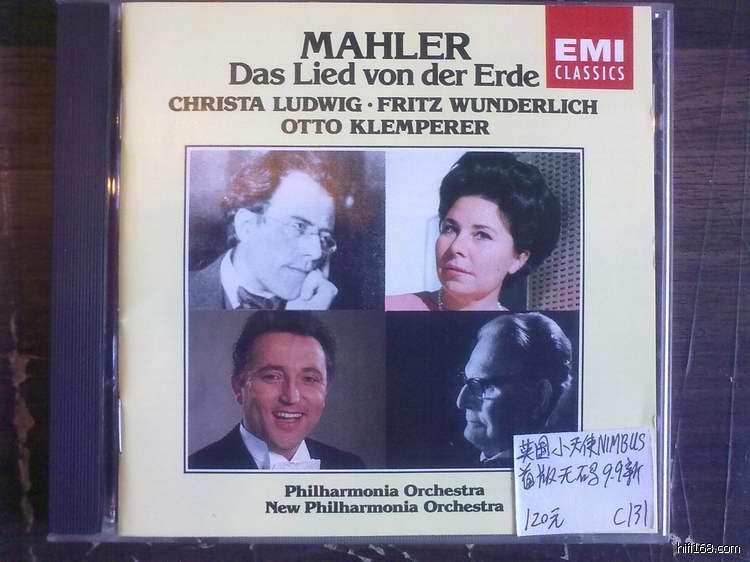 MAHLER
Das Lied von der Erde
EMI
CLASSICS
CHRISTA LUDWIG · FRITZ WUNDERLICH
OTTO KLEMPERER
Philharmonia Orchestra
New Philharmonia Orchestra
英国小天使NIMBUS
首版无码9.9新
120元 C131
hifi168.com